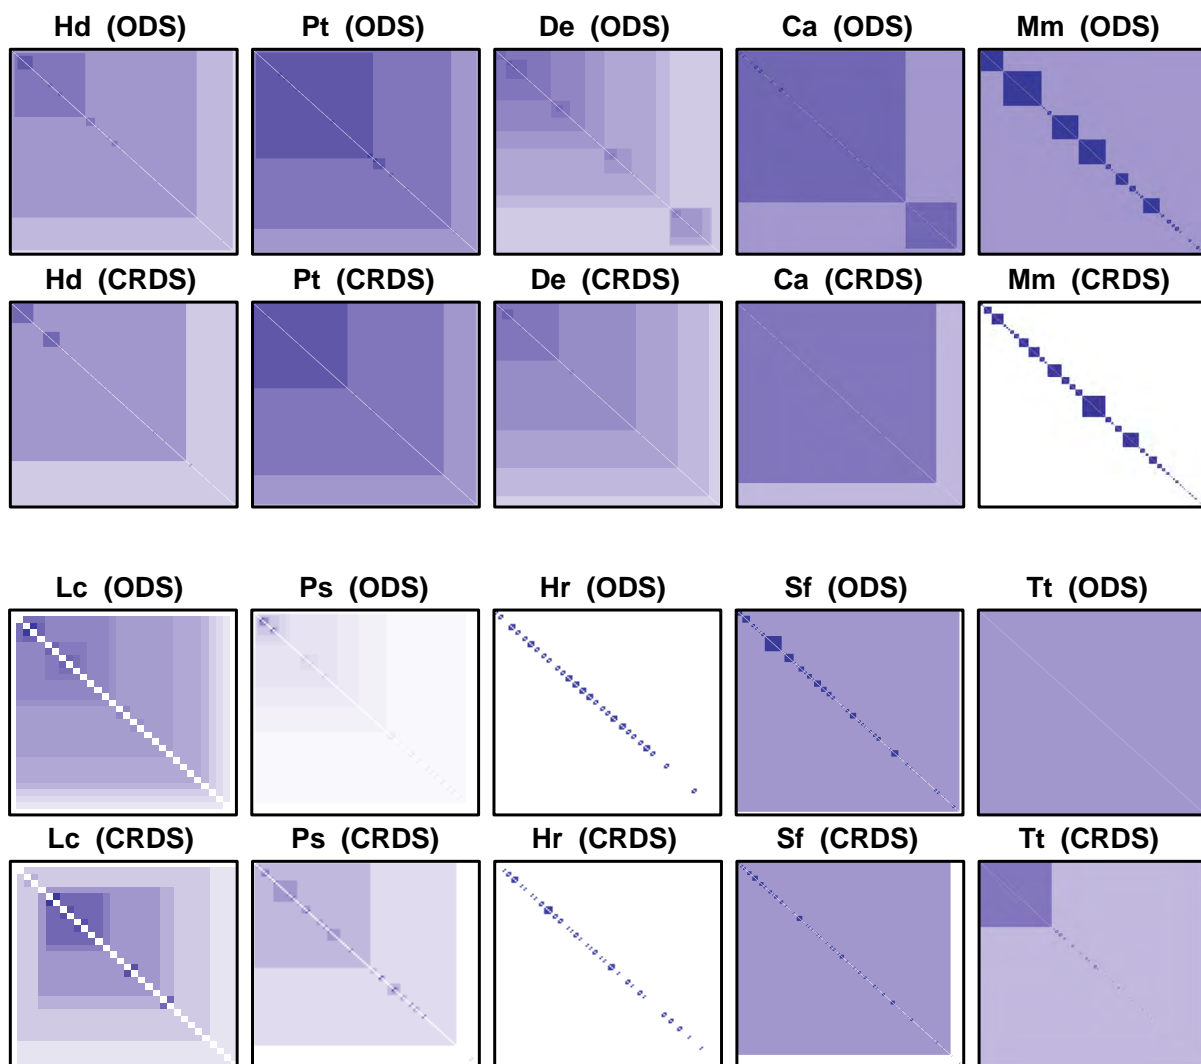 Hd (ODS) Pt (ODS) De (ODS) Ca (ODS) Mm (ODS)
Hd (CRDS) Pt (CRDS) De (CRDS) Ca (CRDS) Mm (CRDS)
Lc (ODS) Ps (ODS) Hr (ODS) Sf (ODS) Tt (ODS)
Lc (CRDS) Ps (CRDS) Hr (CRDS) Sf (CRDS) Tt (CRDS)